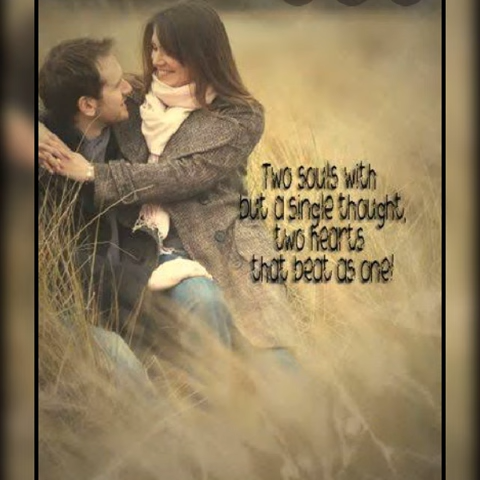 Two souls with
but a single thought,
two hearts
that beat as one!